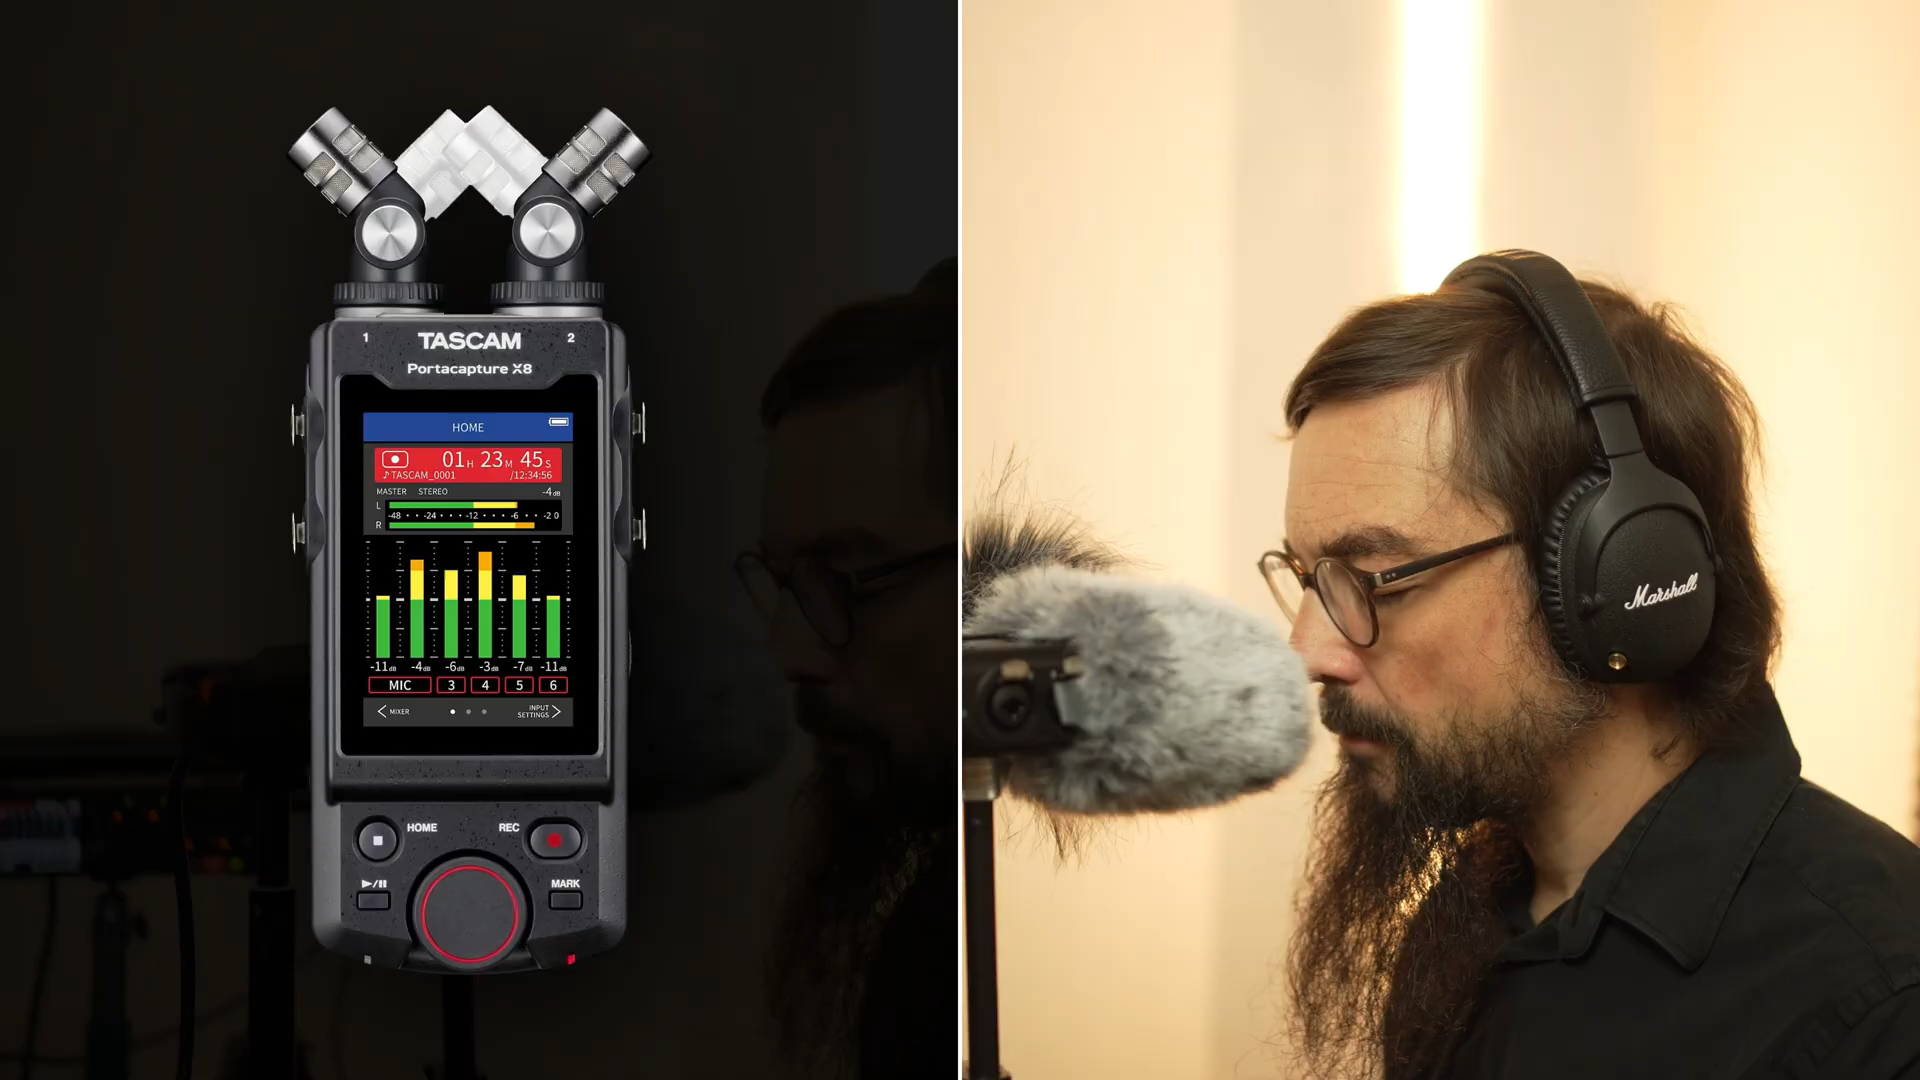 1 TASCAM 2
Portacapture X8
HOME
01H 23M 45S
♪TASCAM_0001 /12:34:56
MASTER STEREO -4dB
L
-48 · · -24 · · · · -12 · · · -6 · · -2 0
R
-11dB -4dB -6dB -3dB -7dB -11dB
MIC 3 4 5 6
MIXER INPUT SETTINGS
HOME REC
▶/II MARK
Marshall